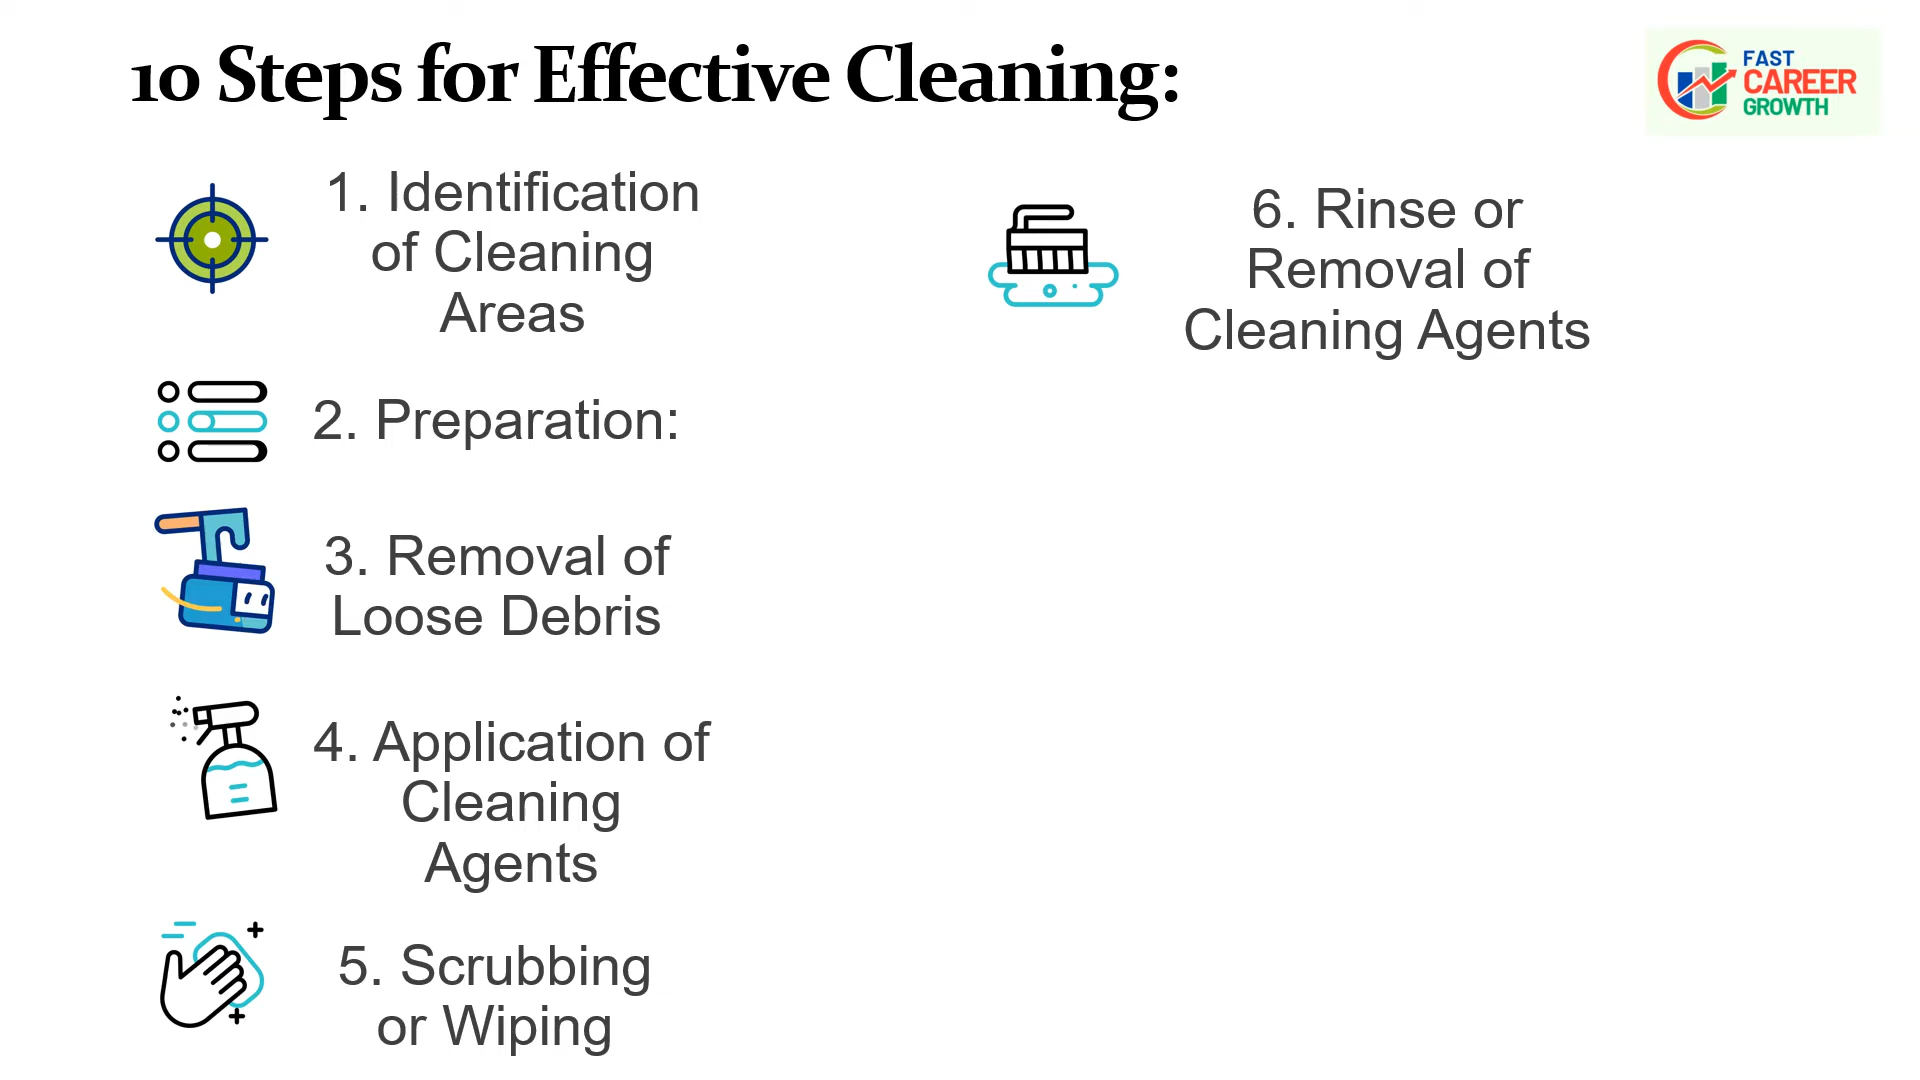 10 Steps for Effective Cleaning:
FAST
CAREER
GROWTH
1. Identification
of Cleaning
Areas
2. Preparation:
3. Removal of
Loose Debris
4. Application of
Cleaning
Agents
5. Scrubbing
or Wiping
6. Rinse or
Removal of
Cleaning Agents